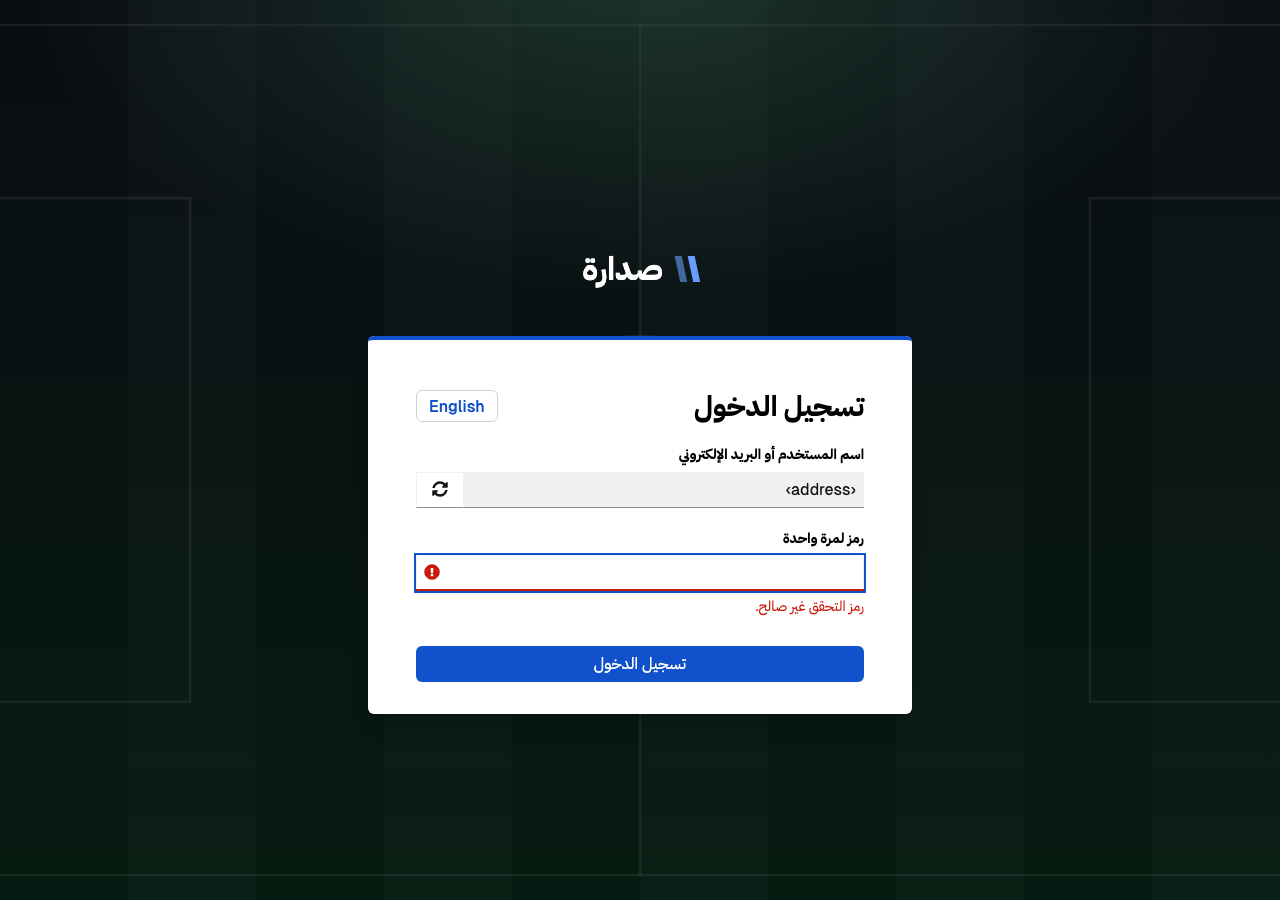 صدارة
تسجيل الدخول
English
اسم المستخدم أو البريد الإلكتروني
‹address›
رمز لمرة واحدة
رمز التحقق غير صالح.
تسجيل الدخول